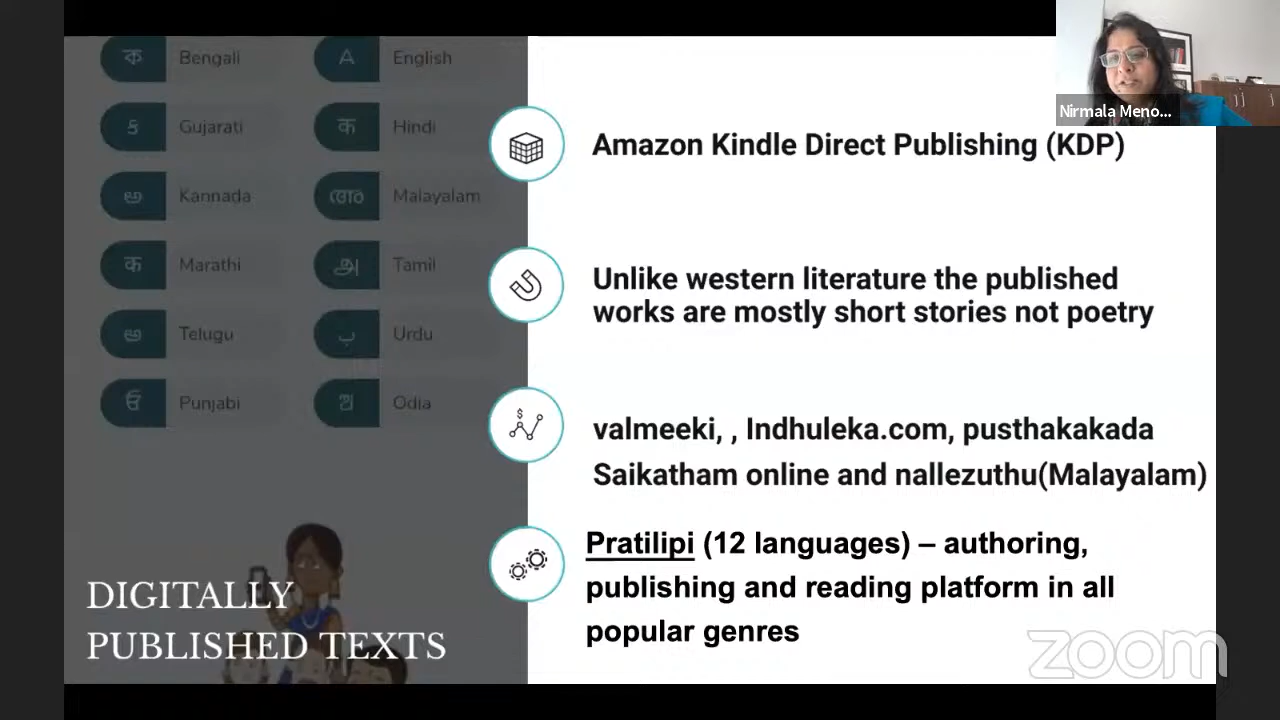 ক Bengali
A English
ક Gujarati
क Hindi
ಅ Kannada
അ Malayalam
क Marathi
அ Tamil
అ Telugu
ب Urdu
ੳ Punjabi
ଅ Odia
DIGITALLY
PUBLISHED TEXTS
Amazon Kindle Direct Publishing (KDP)
Unlike western literature the published
works are mostly short stories not poetry
valmeeki, , Indhuleka.com, pusthakakada
Saikatham online and nallezuthu(Malayalam)
Pratilipi (12 languages) – authoring,
publishing and reading platform in all
popular genres
Nirmala Meno...
zoom